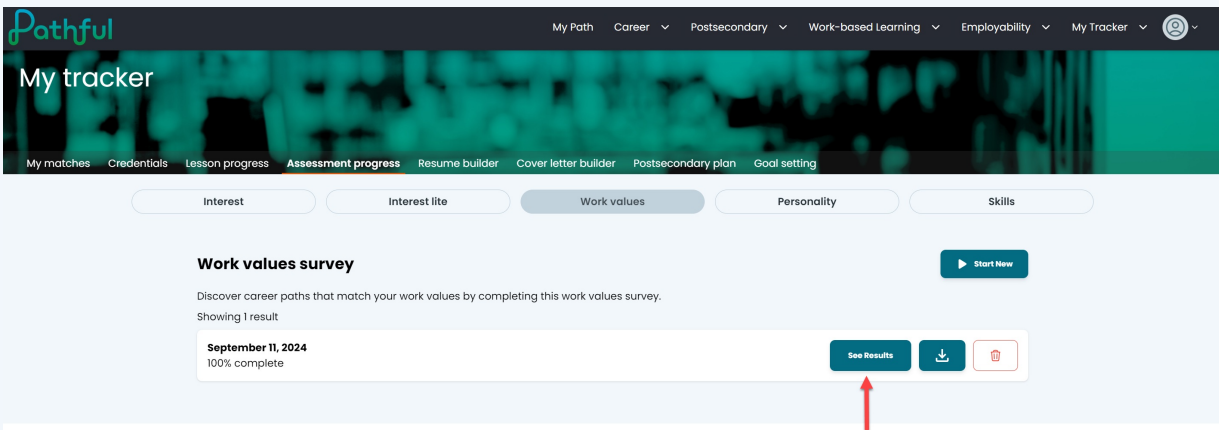 Pathful
My Path Career Postsecondary Work-based Learning Employability My Tracker
My tracker
My matches Credentials Lesson progress Assessment progress Resume builder Cover letter builder Postsecondary plan Goal setting
Interest Interest lite Work values Personality Skills
Work values survey
Start New
Discover career paths that match your work values by completing this work values survey.
Showing 1 result
September 11, 2024
100% complete
See Results